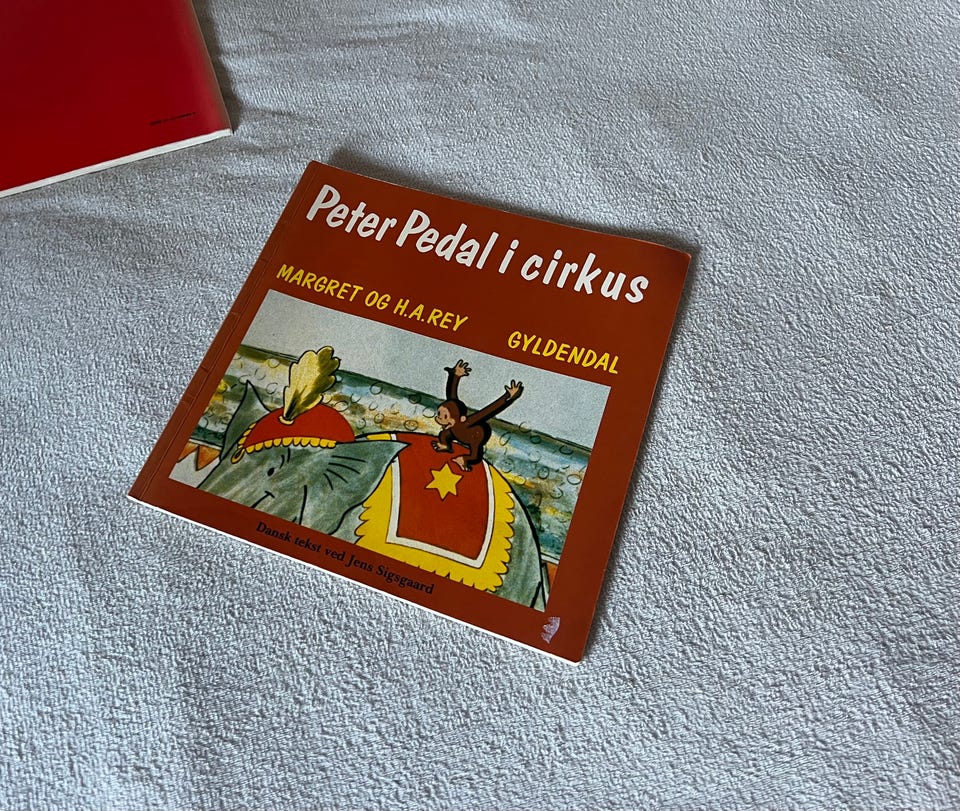 Peter Pedal i cirkus
MARGRET OG H.A.REY
GYLDENDAL
Dansk tekst ved Jens Sigsgaard